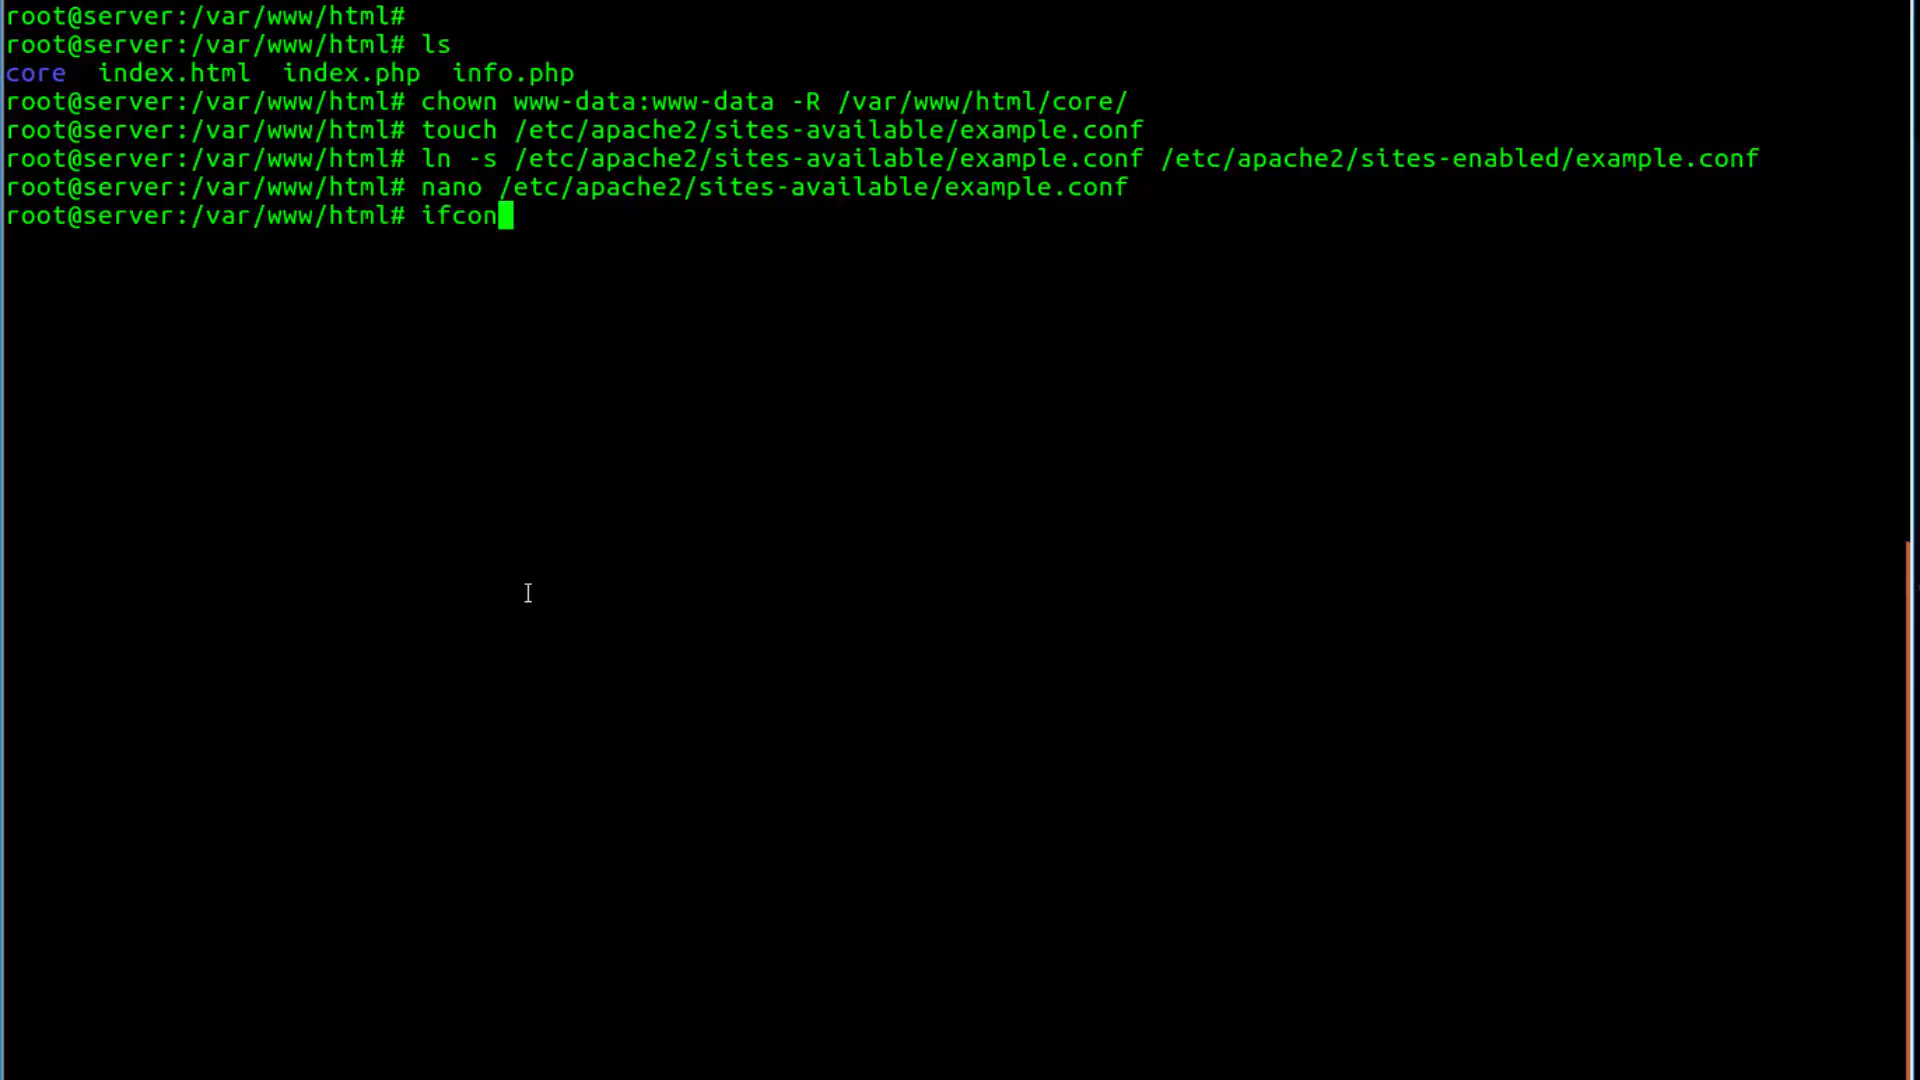 root@server:/var/www/html#
root@server:/var/www/html# ls
core  index.html  index.php  info.php
root@server:/var/www/html# chown www-data:www-data -R /var/www/html/core/
root@server:/var/www/html# touch /etc/apache2/sites-available/example.conf
root@server:/var/www/html# ln -s /etc/apache2/sites-available/example.conf /etc/apache2/sites-enabled/example.conf
root@server:/var/www/html# nano /etc/apache2/sites-available/example.conf
root@server:/var/www/html# ifcon